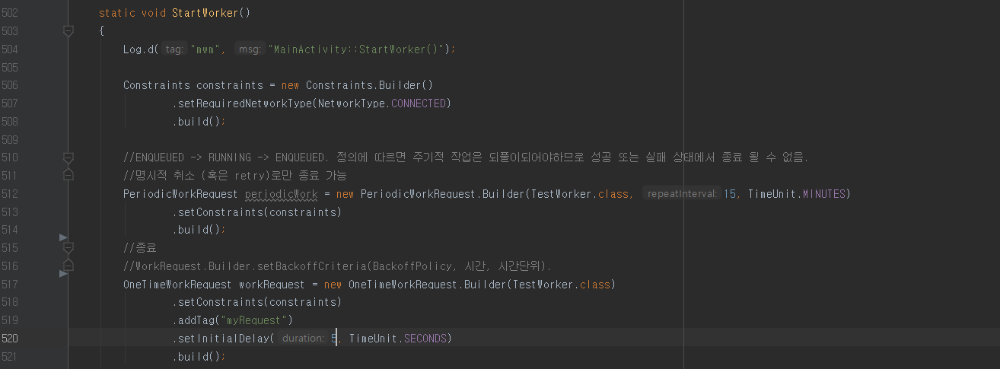 502 static void StartWorker()
503 {
504 Log.d( tag: "mwm", msg: "MainActivity::StartWorker()");
505
506 Constraints constraints = new Constraints.Builder()
507 .setRequiredNetworkType(NetworkType.CONNECTED)
508 .build();
509
510 //ENQUEUED -> RUNNING -> ENQUEUED. 정의에 따르면 주기적 작업은 되풀이되어야하므로 성공 또는 실패 상태에서 종료 될 수 없음.
511 //명시적 취소 (혹은 retry)로만 종료 가능
512 PeriodicWorkRequest periodicWork = new PeriodicWorkRequest.Builder(TestWorker.class, repeatInterval: 15, TimeUnit.MINUTES)
513 .setConstraints(constraints)
514 .build();
515 //종료
516 //WorkRequest.Builder.setBackoffCriteria(BackoffPolicy, 시간, 시간단위).
517 OneTimeWorkRequest workRequest = new OneTimeWorkRequest.Builder(TestWorker.class)
518 .setConstraints(constraints)
519 .addTag("myRequest")
520 .setInitialDelay( duration: 5, TimeUnit.SECONDS)
521 .build();